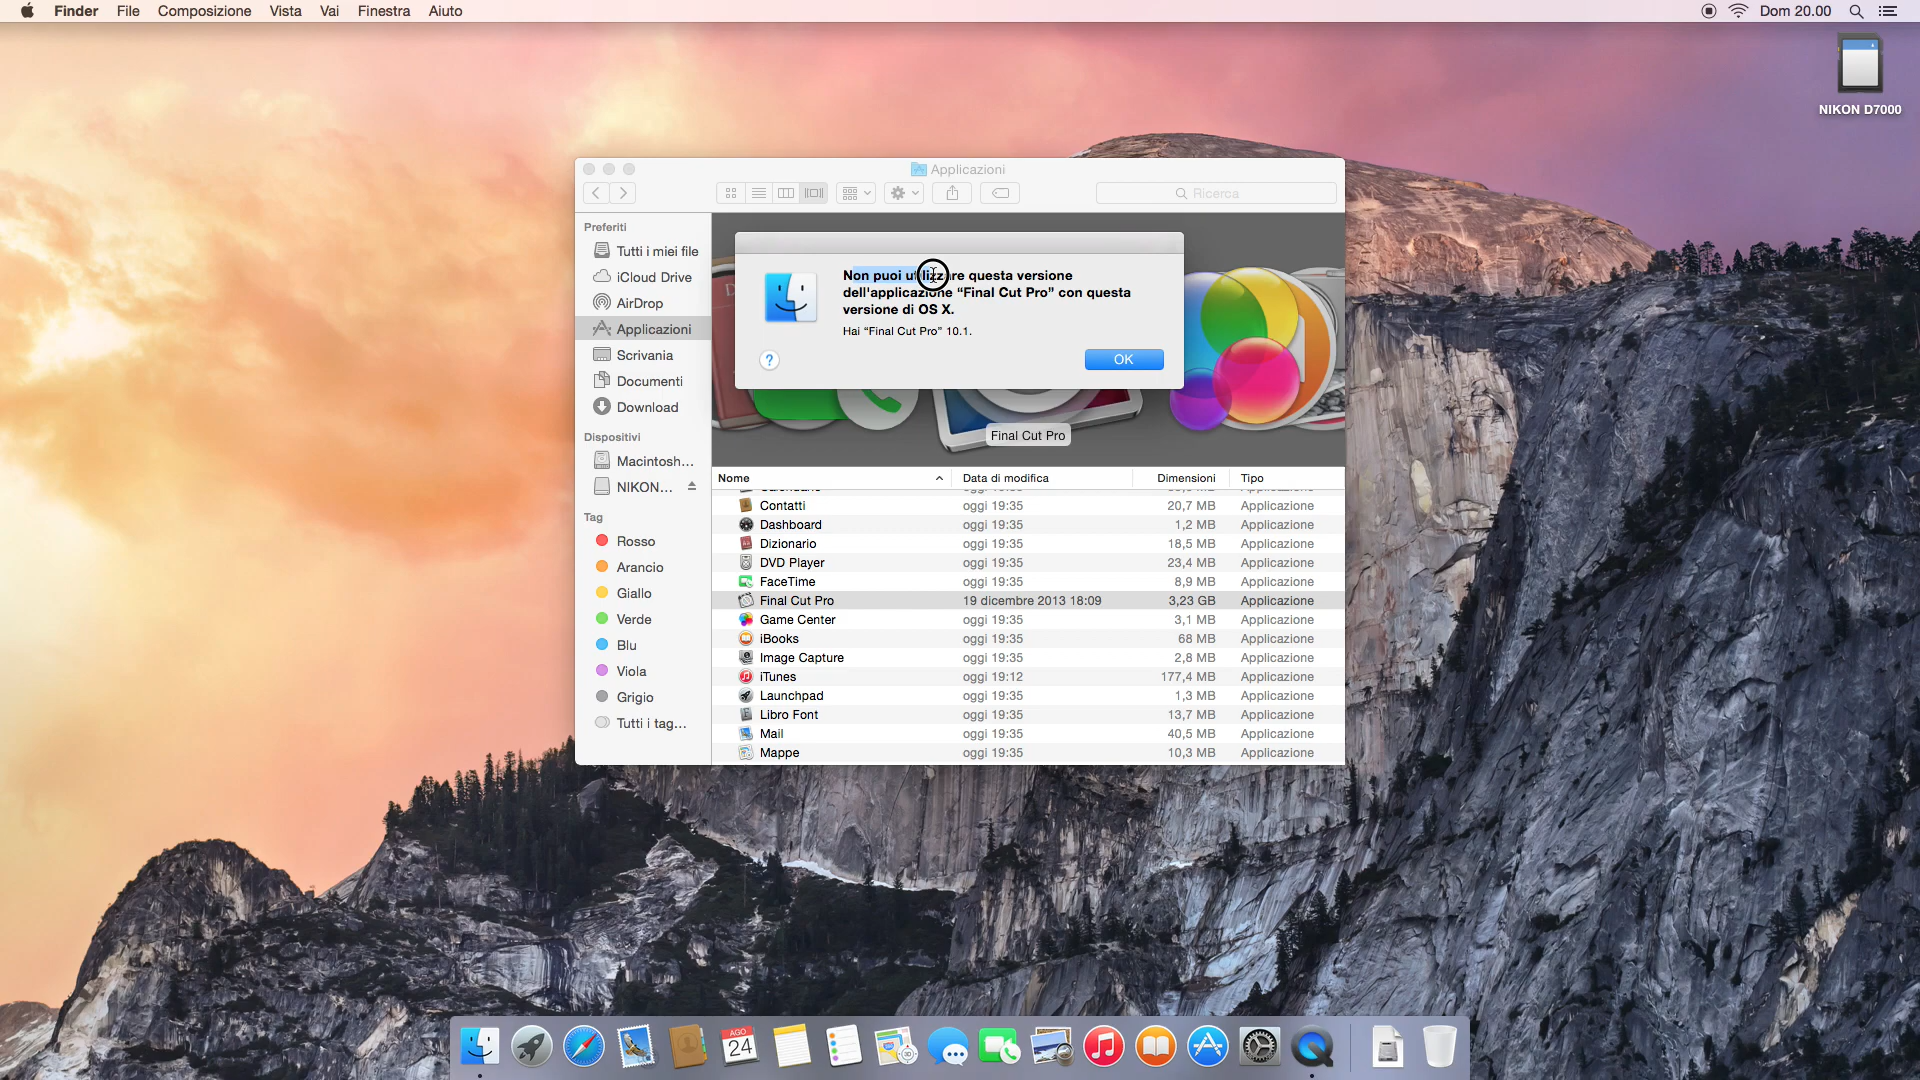 Finder File Composizione Vista Vai Finestra Aiuto
Dom 20.00
NIKON D7000
Applicazioni
Ricerca
Preferiti
Tutti i miei file
iCloud Drive
AirDrop
Applicazioni
Scrivania
Documenti
Download
Dispositivi
Macintosh...
NIKON...
Tag
Rosso
Arancio
Giallo
Verde
Blu
Viola
Grigio
Tutti i tag...
Non puoi utilizzare questa versione
dell'applicazione “Final Cut Pro” con questa
versione di OS X.
Hai “Final Cut Pro” 10.1.
?
OK
Final Cut Pro
Nome Data di modifica Dimensioni Tipo
Contatti oggi 19:35 20,7 MB Applicazione
Dashboard oggi 19:35 1,2 MB Applicazione
Dizionario oggi 19:35 18,5 MB Applicazione
DVD Player oggi 19:35 23,4 MB Applicazione
FaceTime oggi 19:35 8,9 MB Applicazione
Final Cut Pro 19 dicembre 2013 18:09 3,23 GB Applicazione
Game Center oggi 19:35 3,1 MB Applicazione
iBooks oggi 19:35 68 MB Applicazione
Image Capture oggi 19:35 2,8 MB Applicazione
iTunes oggi 19:12 177,4 MB Applicazione
Launchpad oggi 19:35 1,3 MB Applicazione
Libro Font oggi 19:35 13,7 MB Applicazione
Mail oggi 19:35 40,5 MB Applicazione
Mappe oggi 19:35 10,3 MB Applicazione
AGO
24